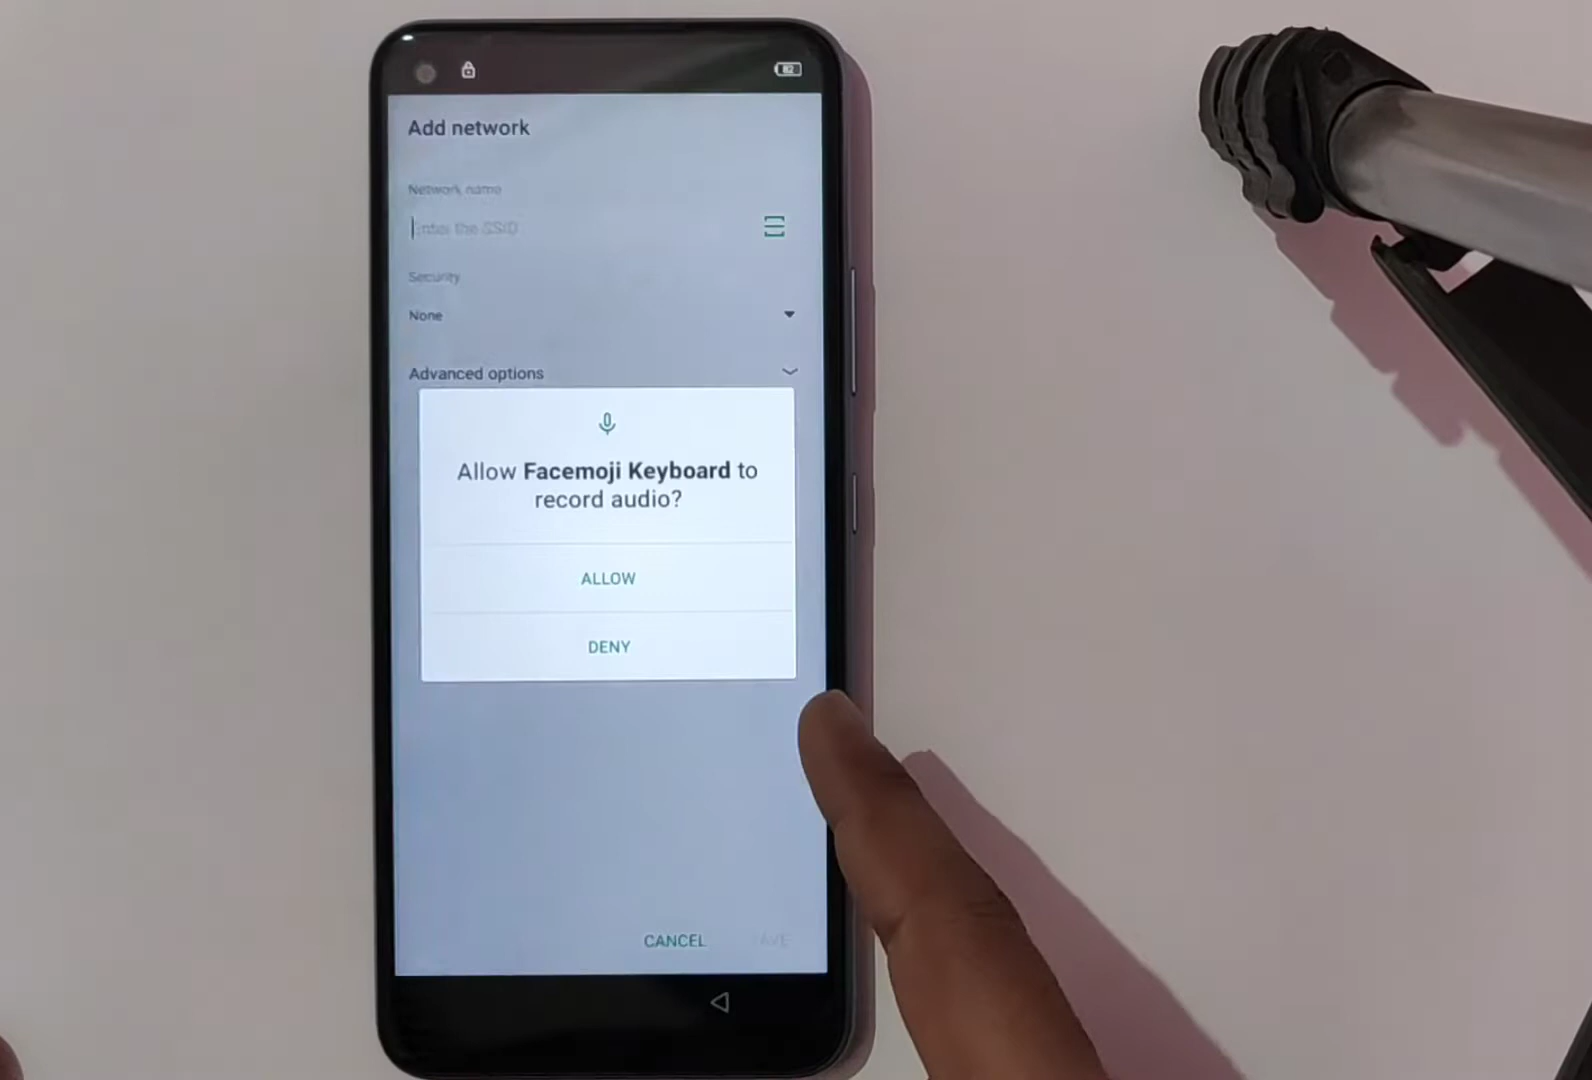 82
Add network
Network name
Enter the SSID
Security
None
Advanced options
Allow Facemoji Keyboard to
record audio?
ALLOW
DENY
CANCEL